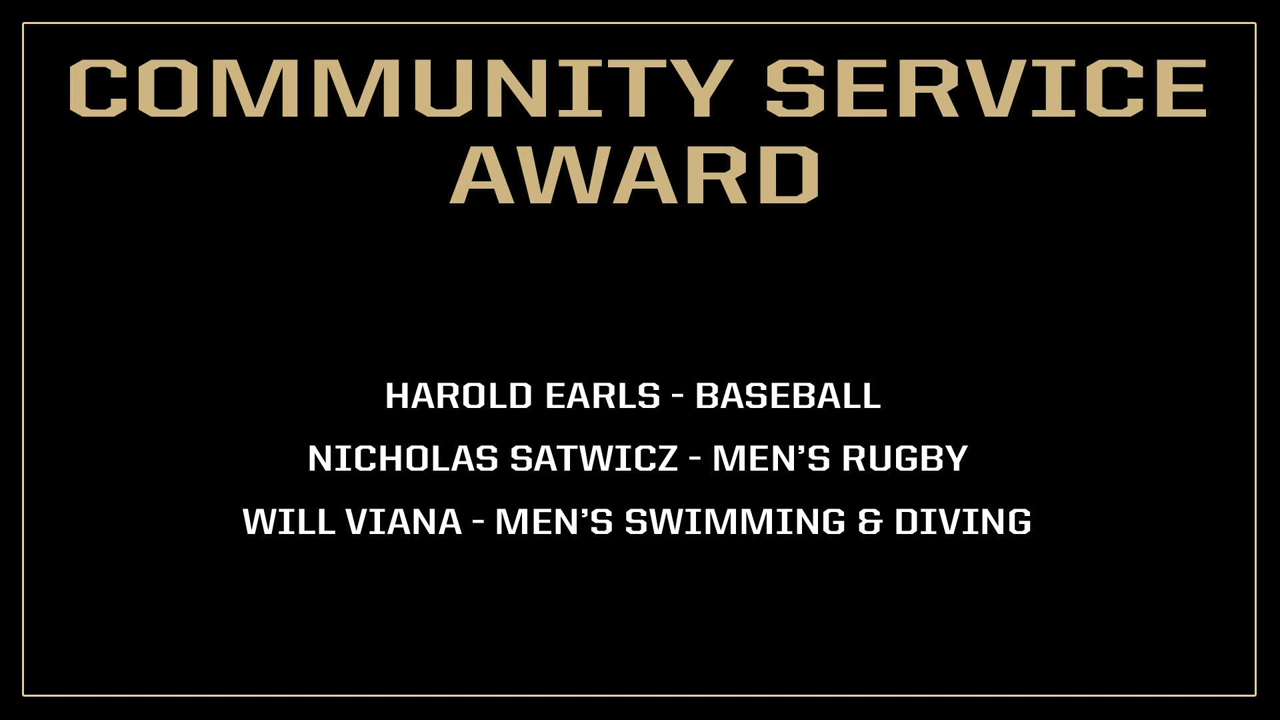 COMMUNITY SERVICE
AWARD
HAROLD EARLS - BASEBALL
NICHOLAS SATWICZ - MEN’S RUGBY
WILL VIANA - MEN’S SWIMMING & DIVING